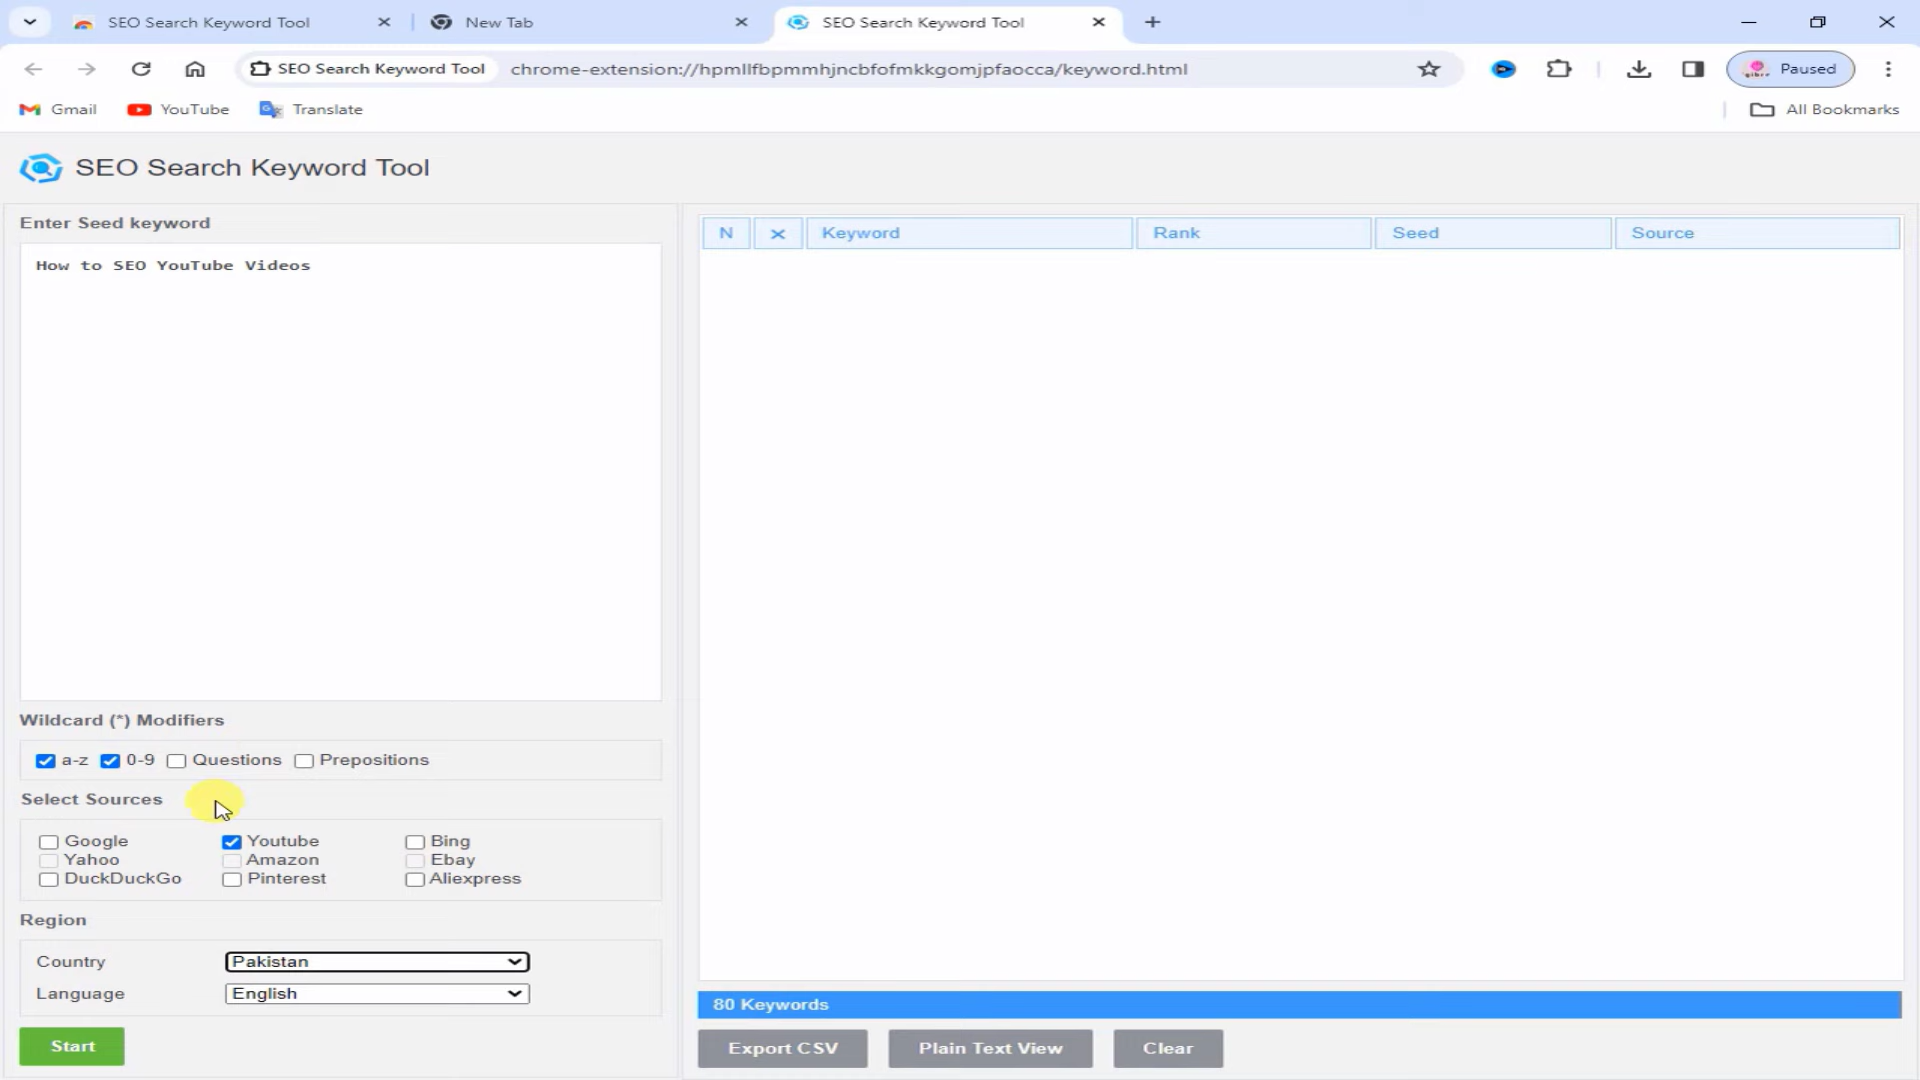 SEO Search Keyword Tool
New Tab
SEO Search Keyword Tool
SEO Search Keyword Tool
chrome-extension://hpmllfbpmmhjncbfofmkkgomjpfaocca/keyword.html
Paused
Gmail
YouTube
Translate
All Bookmarks
SEO Search Keyword Tool
Enter Seed keyword
How to SEO YouTube Videos
Wildcard (*) Modifiers
a-z 0-9 Questions Prepositions
Select Sources
Google Youtube Bing
Yahoo Amazon Ebay
DuckDuckGo Pinterest Aliexpress
Region
Country Pakistan
Language English
Start
N × Keyword Rank Seed Source
80 Keywords
Export CSV Plain Text View Clear